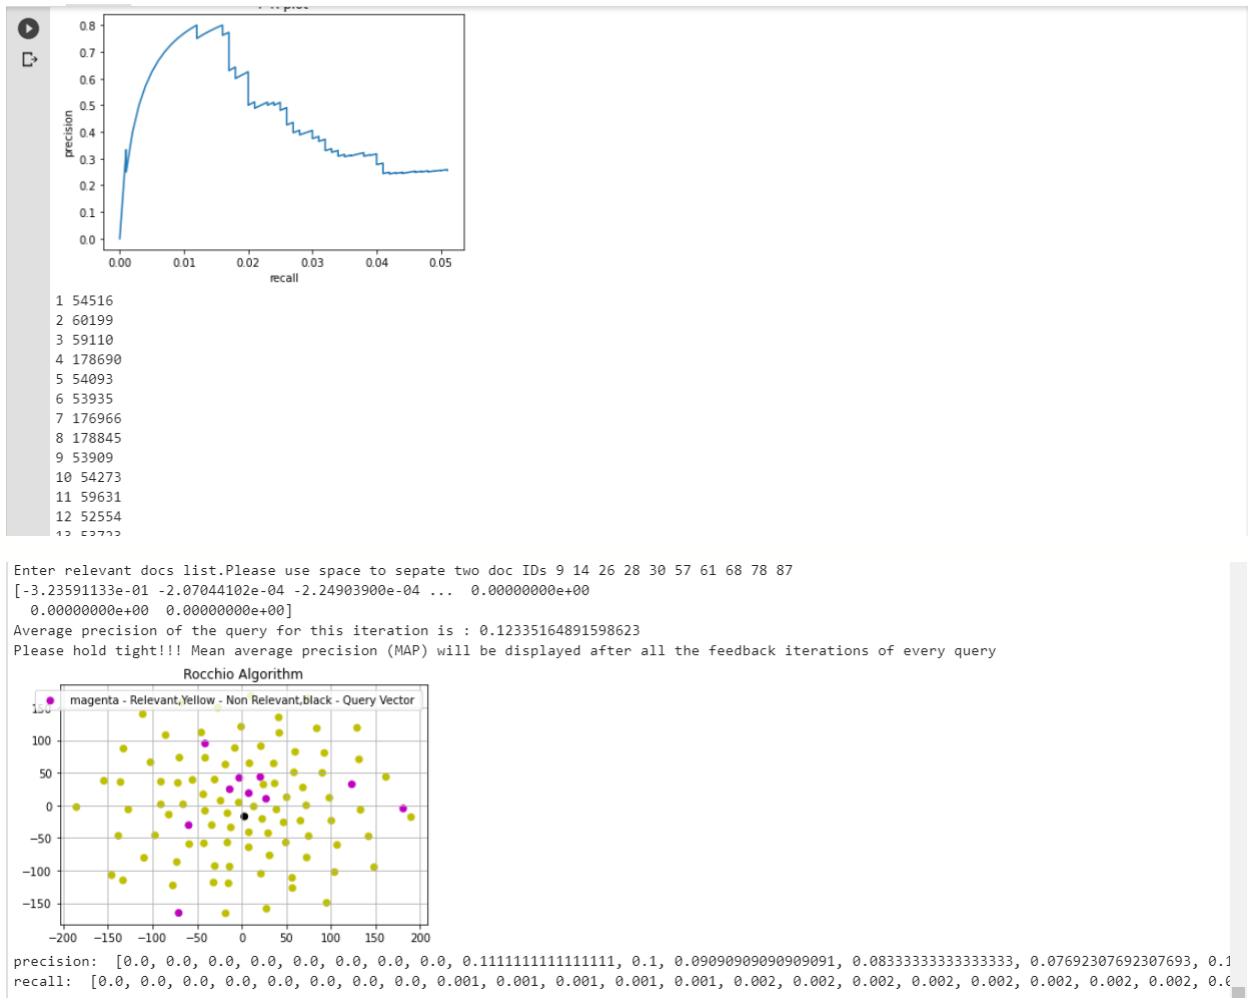 0.8
0.7
0.6
0.5
0.4
0.3
0.2
0.1
0.0
precision
0.00 0.01 0.02 0.03 0.04 0.05
recall
1 54516
2 60199
3 59110
4 178690
5 54093
6 53935
7 176966
8 178845
9 53909
10 54273
11 59631
12 52554
13 53723
Enter relevant docs list.Please use space to sepate two doc IDs 9 14 26 28 30 57 61 68 78 87
[-3.23591133e-01 -2.07044102e-04 -2.24903900e-04 ... 0.00000000e+00
0.00000000e+00 0.00000000e+00]
Average precision of the query for this iteration is : 0.12335164891598623
Please hold tight!!! Mean average precision (MAP) will be displayed after all the feedback iterations of every query
Rocchio Algorithm
magenta - Relevant,Yellow - Non Relevant,black - Query Vector
150
100
50
0
−50
−100
−150
−200 −150 −100 −50 0 50 100 150 200
precision: [0.0, 0.0, 0.0, 0.0, 0.0, 0.0, 0.0, 0.0, 0.1111111111111111, 0.1, 0.09090909090909091, 0.08333333333333333, 0.07692307692307693, 0.1
recall: [0.0, 0.0, 0.0, 0.0, 0.0, 0.0, 0.0, 0.0, 0.001, 0.001, 0.001, 0.001, 0.001, 0.002, 0.002, 0.002, 0.002, 0.002, 0.002, 0.002, 0.002, 0.0